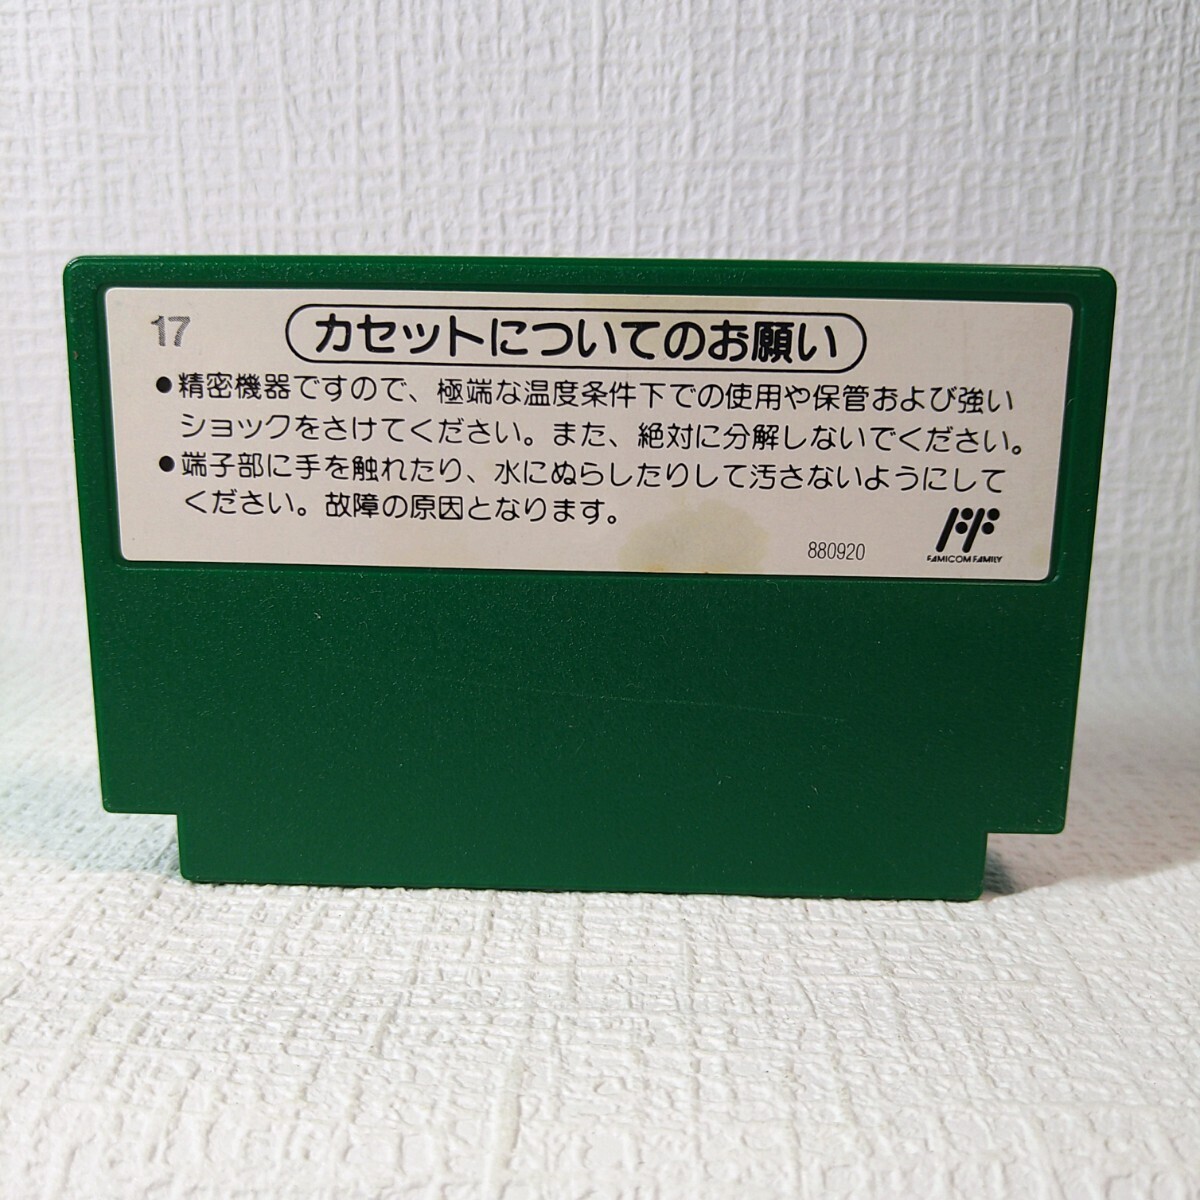 17
カセットについてのお願い
●精密機器ですので、極端な温度条件下での使用や保管および強い
ショックをさけてください。また、絶対に分解しないでください。
●端子部に手を触れたり、水にぬらしたりして汚さないようにして
ください。故障の原因となります。
880920
FAMICOM FAMILY